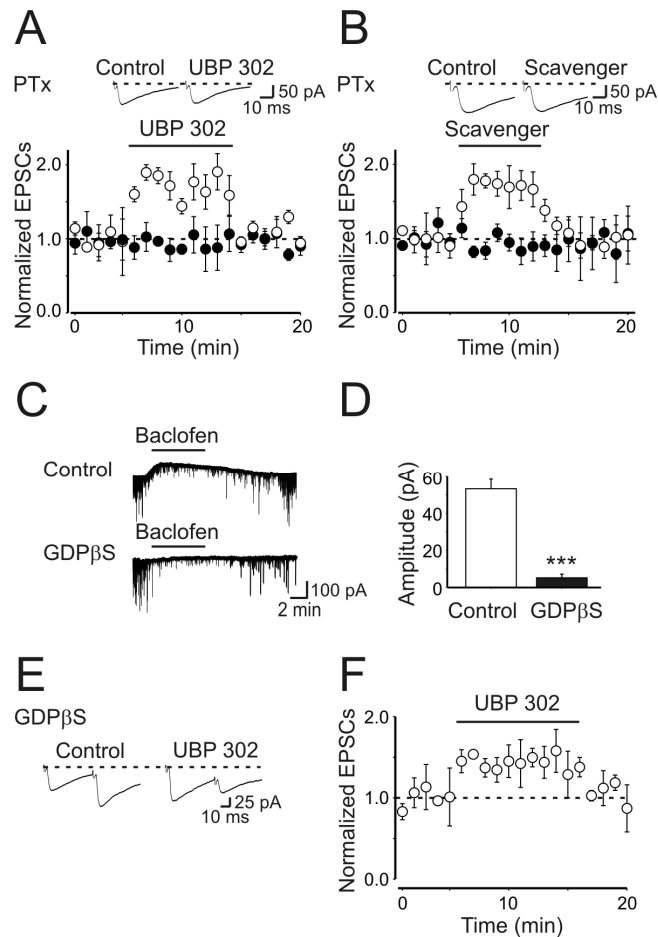 A
PTx
Control
UBP 302
50 pA
10 ms
UBP 302
Normalized EPSCs
2.0
1.0
0.0
0
10
20
Time (min)
B
PTx
Control
Scavenger
50 pA
10 ms
Scavenger
Normalized EPSCs
2.0
1.0
0.0
0
10
20
Time (min)
C
Baclofen
Control
Baclofen
GDPβS
100 pA
2 min
D
Amplitude (pA)
60
40
20
0
***
Control
GDPβS
E
GDPβS
Control
UBP 302
25 pA
10 ms
F
UBP 302
Normalized EPSCs
2.0
1.0
0.0
0
10
20
Time (min)